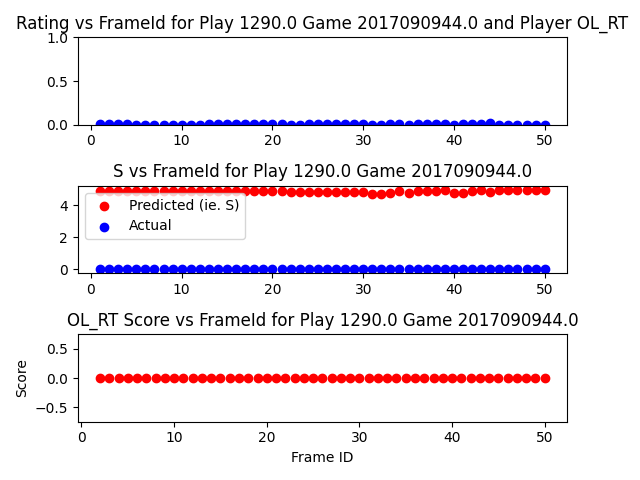 Rating vs FrameId for Play 1290.0 Game 2017090944.0 and Player OL_RT
1.0
0.5
0.0
0 10 20 30 40 50
S vs FrameId for Play 1290.0 Game 2017090944.0
4
2
0
Predicted (ie. S)
Actual
0 10 20 30 40 50
OL_RT Score vs FrameId for Play 1290.0 Game 2017090944.0
Score
0.5
0.0
−0.5
0 10 20 30 40 50
Frame ID